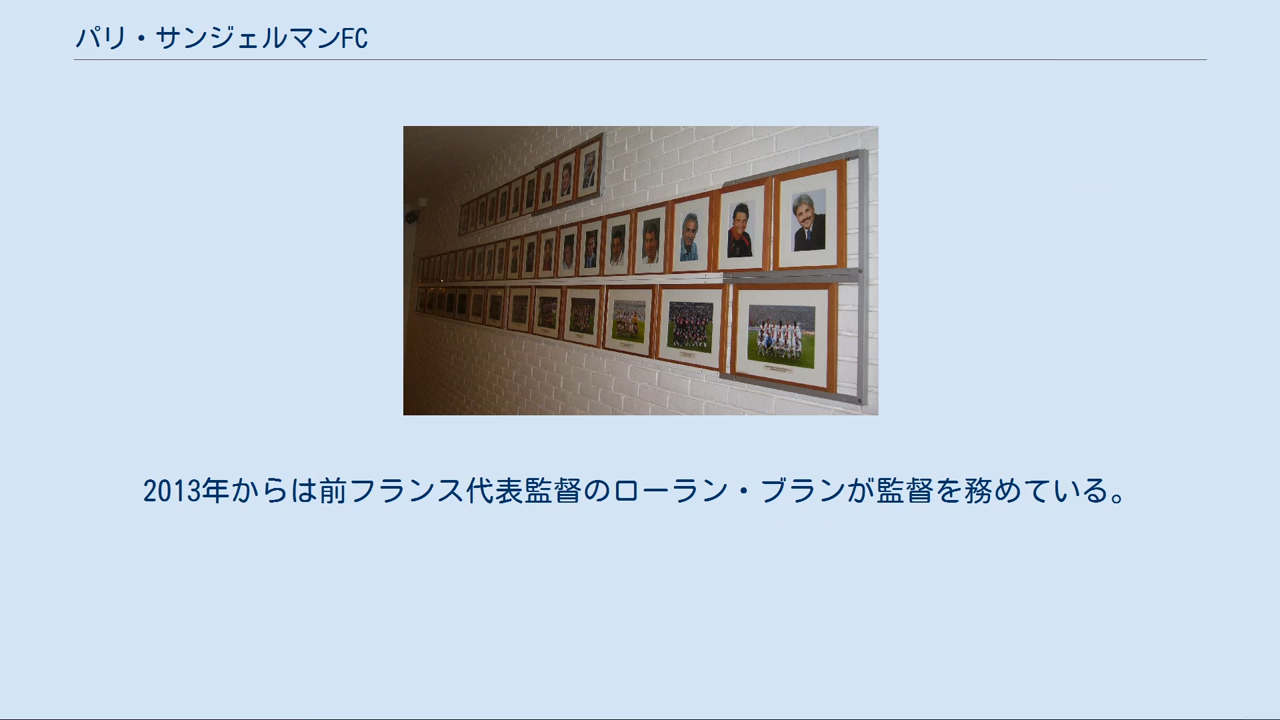 パリ・サンジェルマンFC
2013年からは前フランス代表監督のローラン・ブランが監督を務めている。